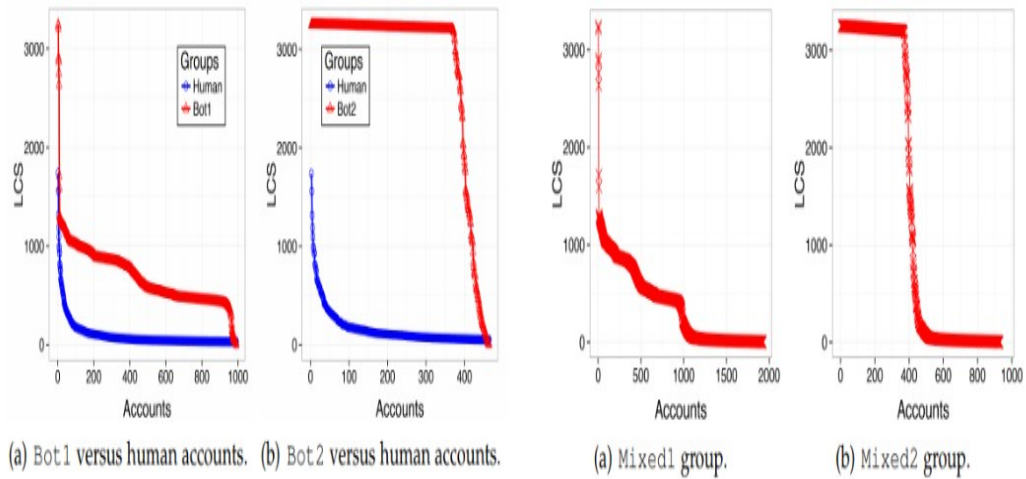 3000
2000
1000
0
LCS
Groups
Human
Bot1
0 200 400 600 800 1000
Accounts
(a) Bot1 versus human accounts.
3000
2000
1000
0
LCS
Groups
Human
Bot2
0 100 200 300 400
Accounts
(b) Bot2 versus human accounts.
3000
2000
1000
0
LCS
0 500 1000 1500 2000
Accounts
(a) Mixed1 group.
3000
2000
1000
0
LCS
0 200 400 600 800 1000
Accounts
(b) Mixed2 group.